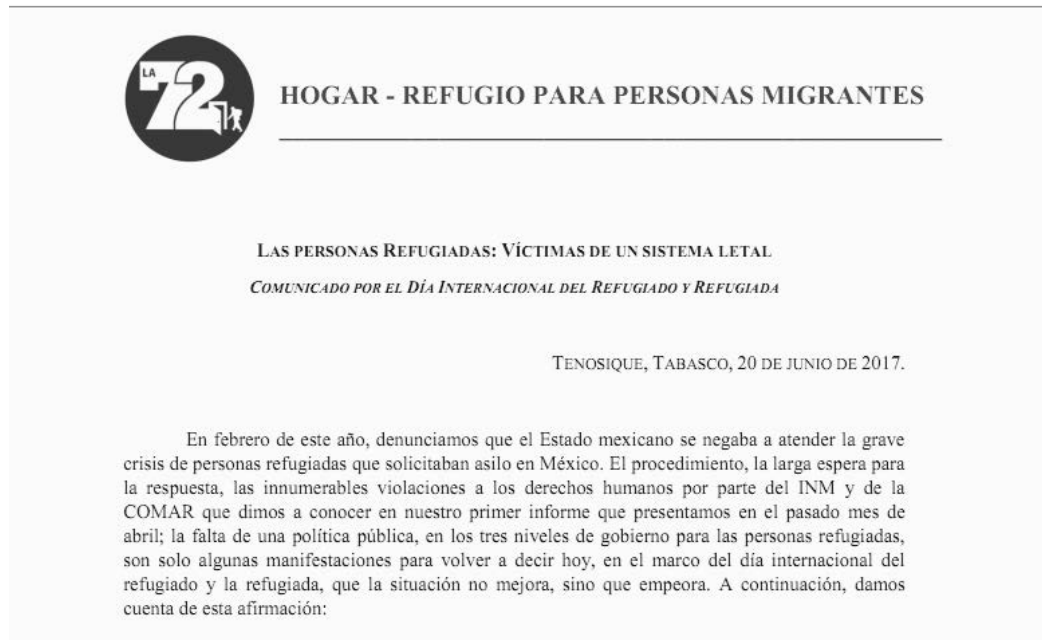 LA
72
HOGAR - REFUGIO PARA PERSONAS MIGRANTES
LAS PERSONAS REFUGIADAS: VÍCTIMAS DE UN SISTEMA LETAL
COMUNICADO POR EL DÍA INTERNACIONAL DEL REFUGIADO Y REFUGIADA
TENOSIQUE, TABASCO, 20 DE JUNIO DE 2017.
En febrero de este año, denunciamos que el Estado mexicano se negaba a atender la grave
crisis de personas refugiadas que solicitaban asilo en México. El procedimiento, la larga espera para
la respuesta, las innumerables violaciones a los derechos humanos por parte del INM y de la
COMAR que dimos a conocer en nuestro primer informe que presentamos en el pasado mes de
abril; la falta de una política pública, en los tres niveles de gobierno para las personas refugiadas,
son solo algunas manifestaciones para volver a decir hoy, en el marco del día internacional del
refugiado y la refugiada, que la situación no mejora, sino que empeora. A continuación, damos
cuenta de esta afirmación: